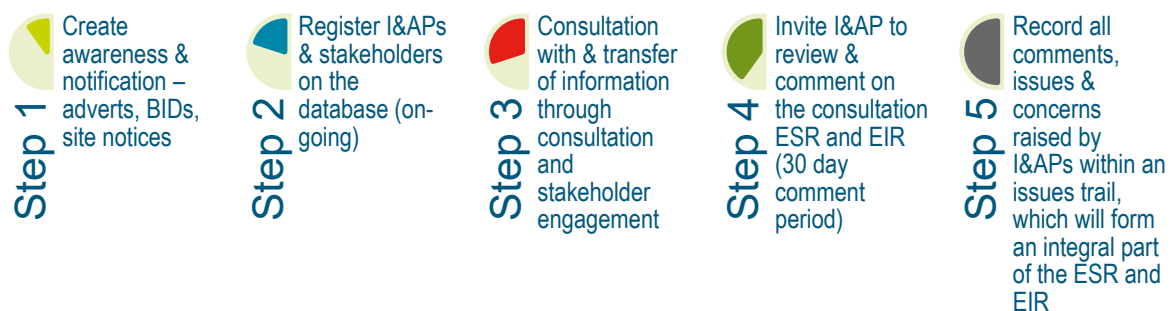 Step 1
Create
awareness &
notification –
adverts, BIDs,
site notices
Step 2
Register I&APs
& stakeholders
on the
database (on-
going)
Step 3
Consultation
with & transfer
of information
through
consultation
and
stakeholder
engagement
Step 4
Invite I&AP to
review &
comment on
the consultation
ESR and EIR
(30 day
comment
period)
Step 5
Record all
comments,
issues &
concerns
raised by
I&APs within an
issues trail,
which will form
an integral part
of the ESR and
EIR